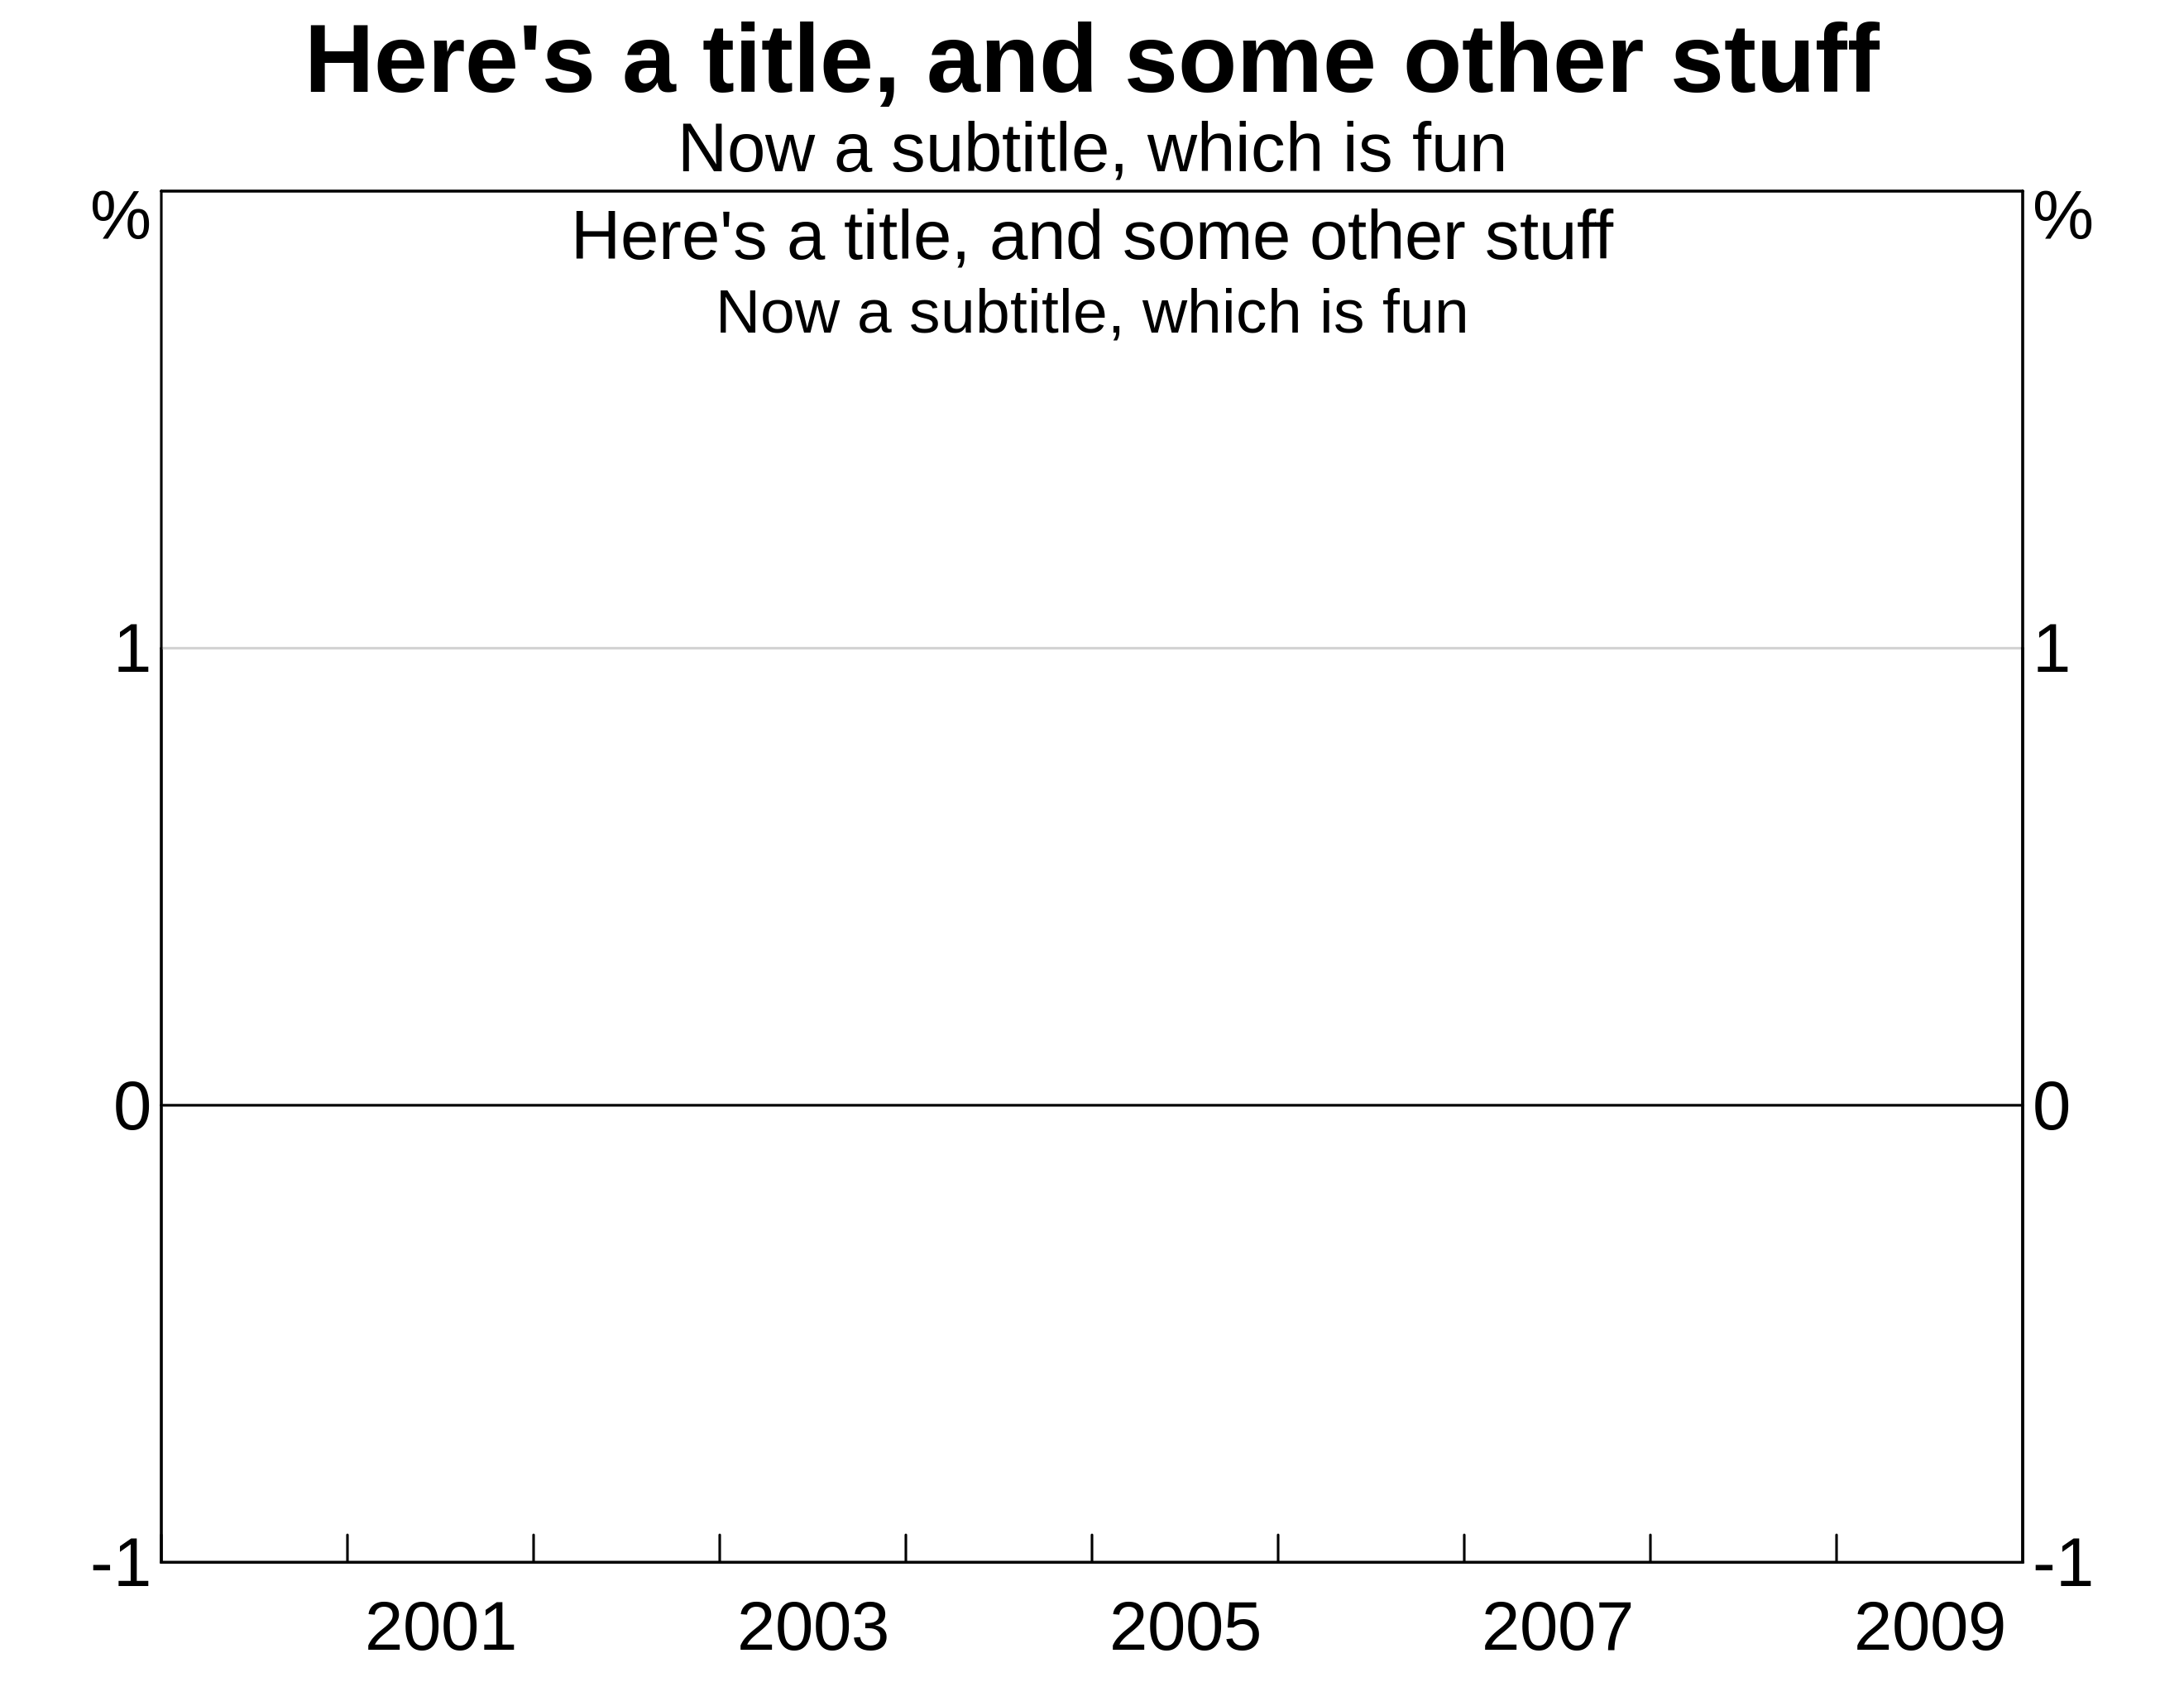 Here's a title, and some other stuff
Now a subtitle, which is fun
% %
Here's a title, and some other stuff
Now a subtitle, which is fun
1 1
0 0
-1 -1
2001 2003 2005 2007 2009